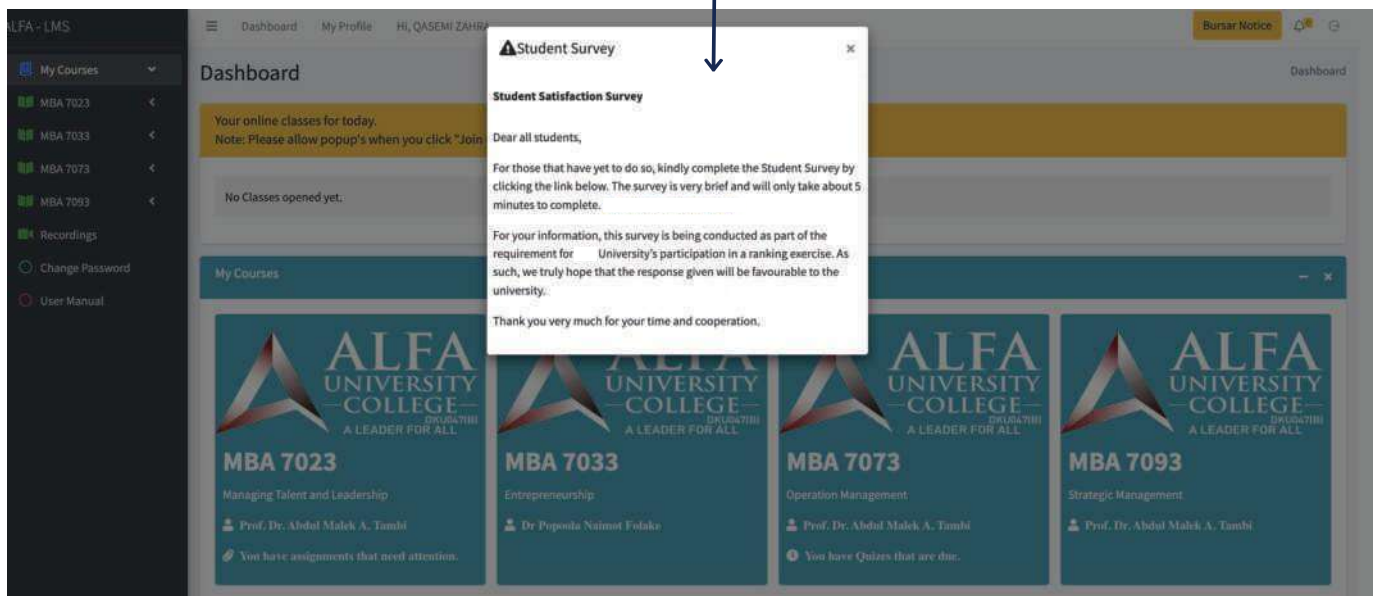 ALFA - LMS
My Courses
MBA 7023
MBA 7033
MBA 7073
MBA 7093
Recordings
Change Password
User Manual
Dashboard My Profile Hi, QASEMI ZAHRA
Bursar Notice
Dashboard
Dashboard
Your online classes for today.
Note: Please allow popup's when you click "Join
No Classes opened yet.
Student Survey ×
Student Satisfaction Survey
Dear all students,
For those that have yet to do so, kindly complete the Student Survey by
clicking the link below. The survey is very brief and will only take about 5
minutes to complete.
For your information, this survey is being conducted as part of the
requirement for University's participation in a ranking exercise. As
such, we truly hope that the response given will be favourable to the
university.
Thank you very much for your time and cooperation.
My Courses
ALFA
UNIVERSITY
COLLEGE
DKU047(B)
A LEADER FOR ALL
MBA 7023
Managing Talent and Leadership
Prof. Dr. Abdul Malek A. Tambi
You have assignments that need attention.
ALFA
UNIVERSITY
COLLEGE
DKU047(B)
A LEADER FOR ALL
MBA 7033
Entrepreneurship
Dr Popoola Naimot Folake
ALFA
UNIVERSITY
COLLEGE
DKU047(B)
A LEADER FOR ALL
MBA 7073
Operation Management
Prof. Dr. Abdul Malek A. Tambi
You have Quizes that are due.
ALFA
UNIVERSITY
COLLEGE
DKU047(B)
A LEADER FOR ALL
MBA 7093
Strategic Management
Prof. Dr. Abdul Malek A. Tambi